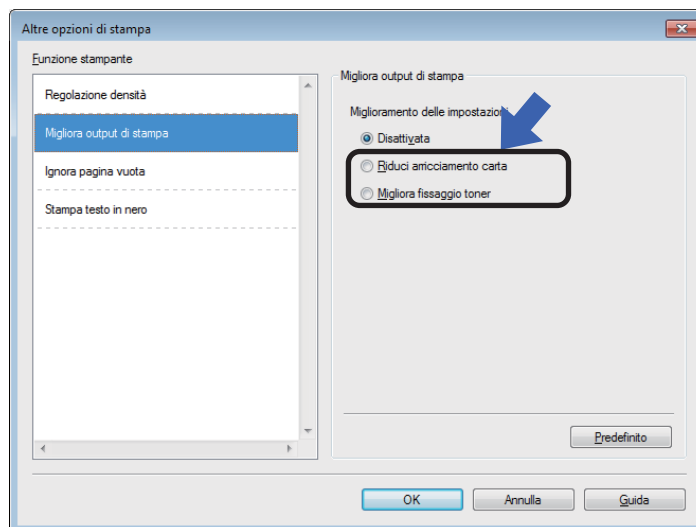 Altre opzioni di stampa
Funzione stampante
Regolazione densità
Migliora output di stampa
Ignora pagina vuota
Stampa testo in nero
Migliora output di stampa
Miglioramento delle impostazioni
Disattivata
Riduci arricciamento carta
Migliora fissaggio toner
Predefinito
OK
Annulla
Guida